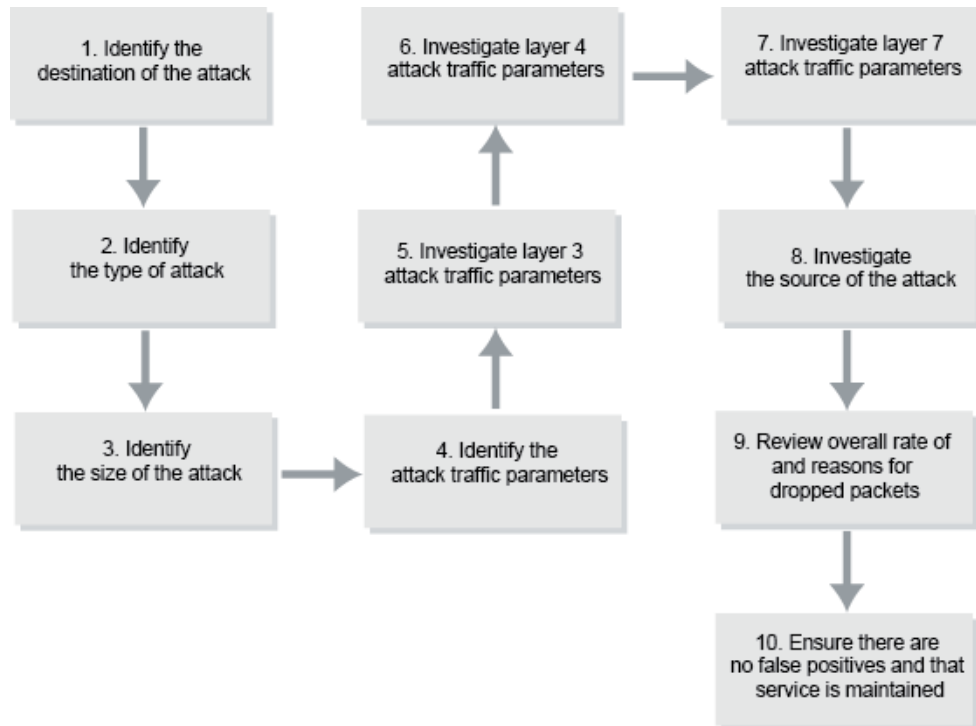 1. Identify the
destination of the attack
2. Identify
the type of attack
3. Identify
the size of the attack
4. Identify the
attack traffic parameters
5. Investigate layer 3
attack traffic parameters
6. Investigate layer 4
attack traffic parameters
7. Investigate layer 7
attack traffic parameters
8. Investigate
the source of the attack
9. Review overall rate of
and reasons for
dropped packets
10. Ensure there are
no false positives and that
service is maintained